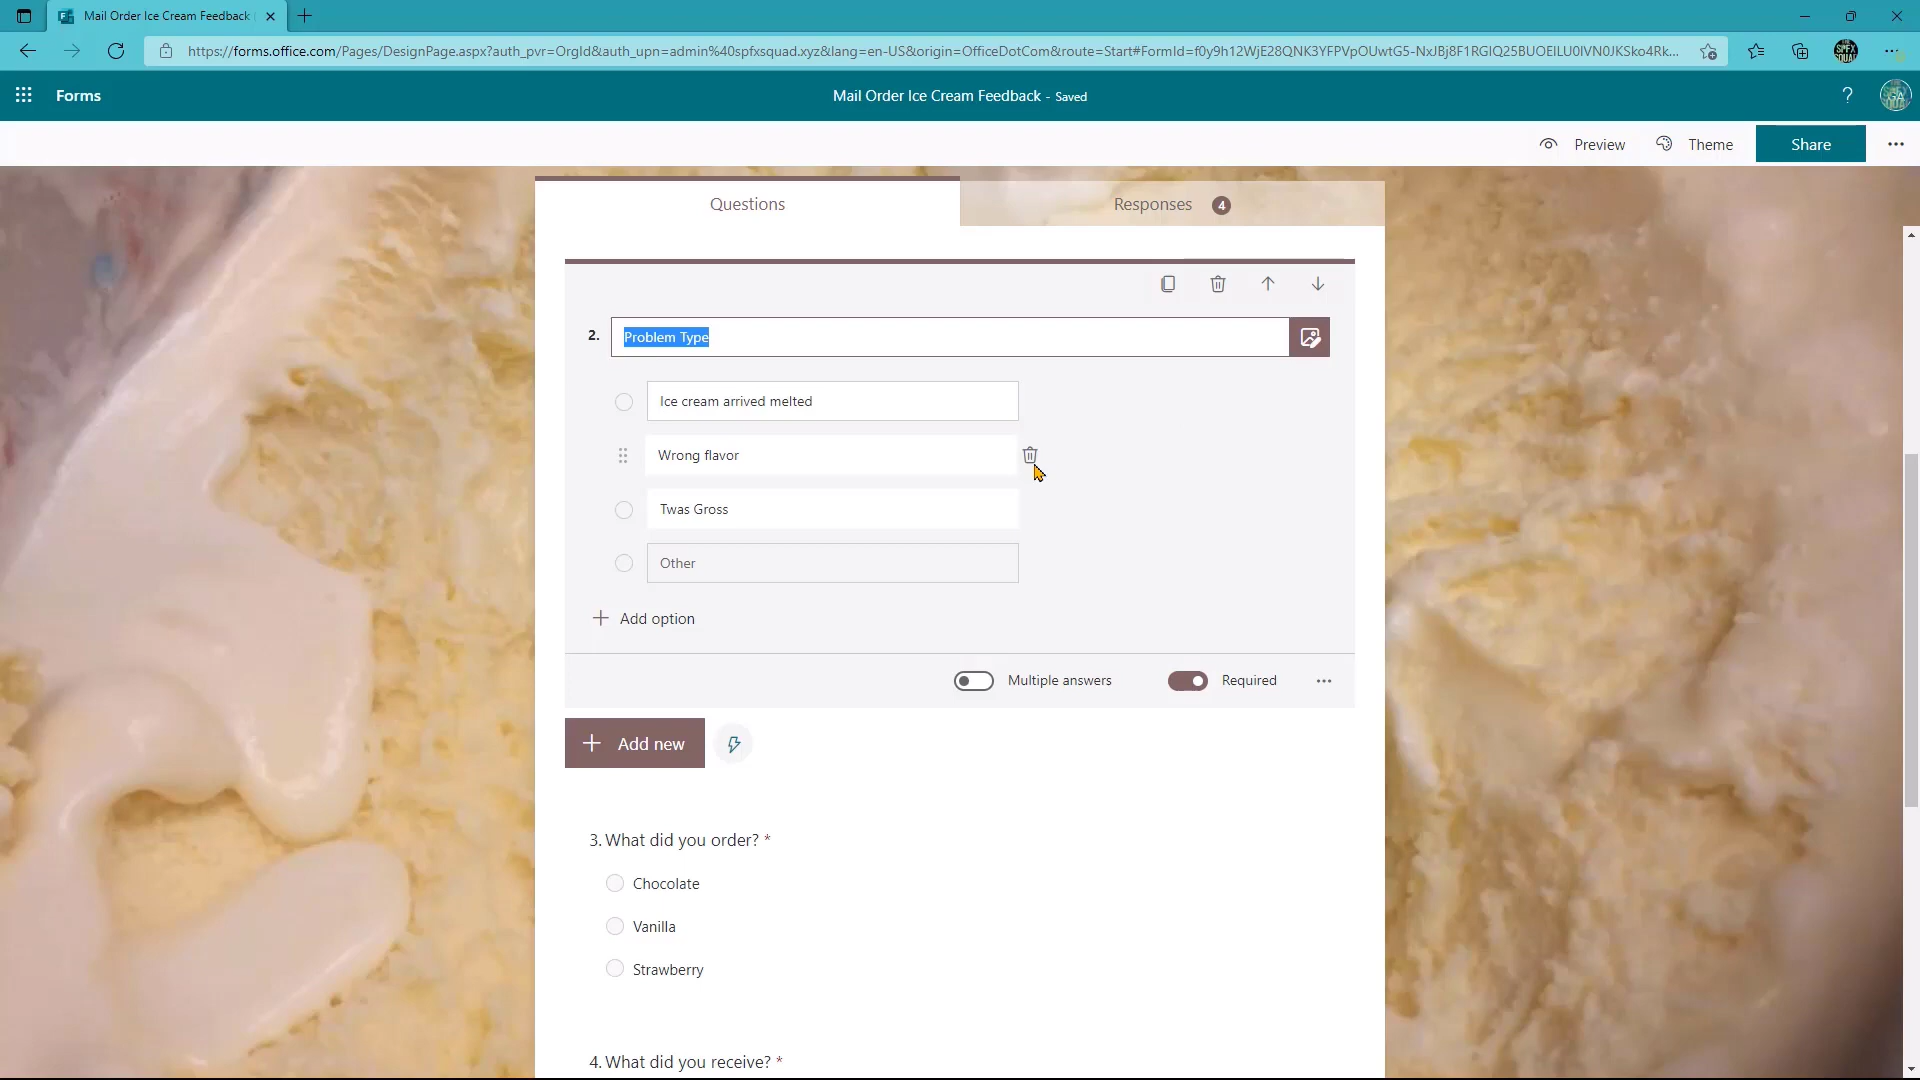 Mail Order Ice Cream Feedback
https://forms.office.com/Pages/DesignPage.aspx?auth_pvr=OrgId&auth_upn=admin%40spfxsquad.xyz&lang=en-US&origin=OfficeDotCom&route=Start#FormId=
Forms
Mail Order Ice Cream Feedback - Saved
?
GA
Preview
Theme
Share
Questions
Responses 4
2. Problem Type
Ice cream arrived melted
Wrong flavor
Twas Gross
Other
Add option
Multiple answers
Required
Add new
3. What did you order? *
Chocolate
Vanilla
Strawberry
4. What did you receive? *